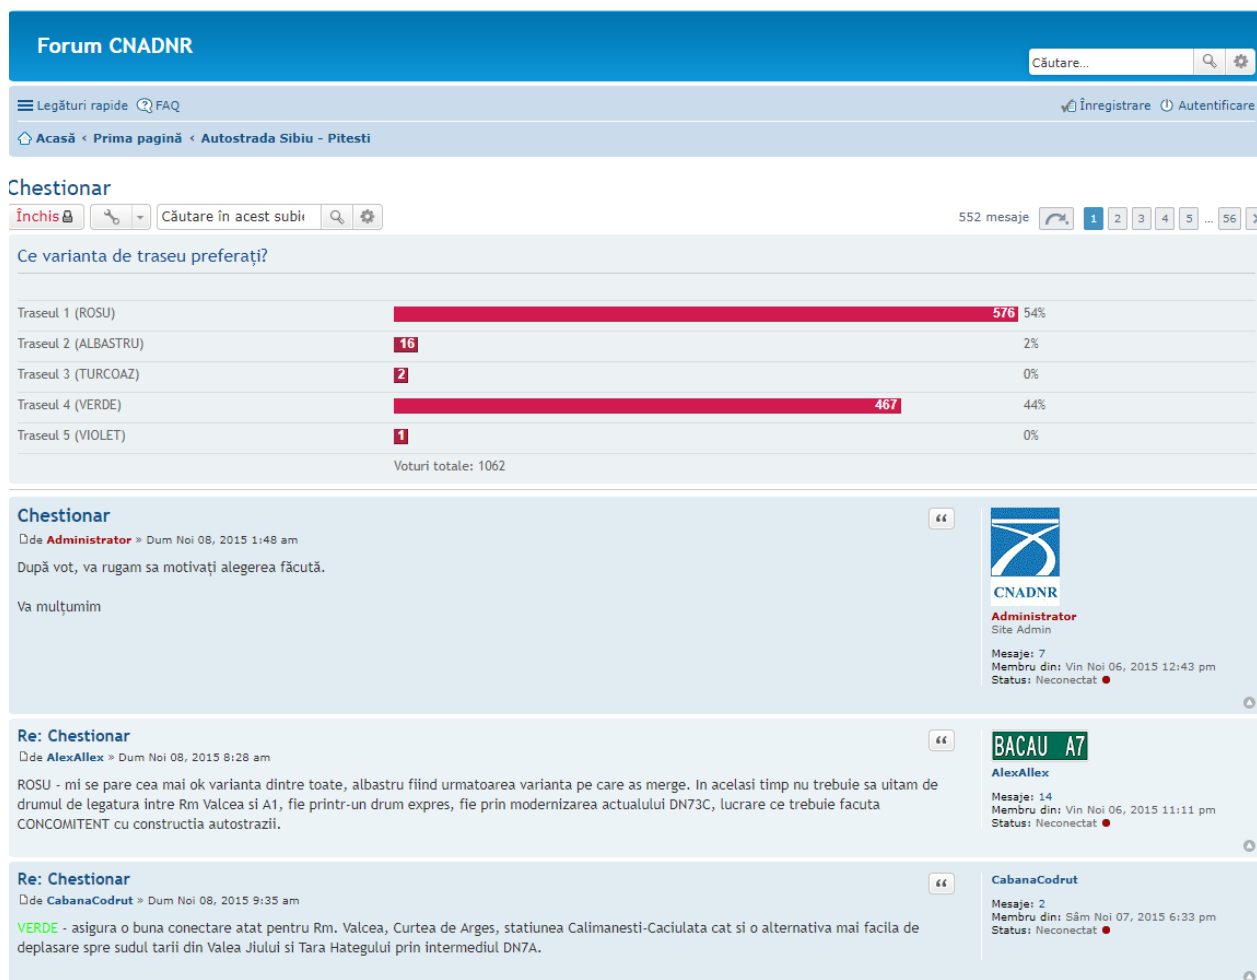 Forum CNADNR
Căutare...
Legături rapide FAQ
Înregistrare Autentificare
Acasă ‹ Prima pagină ‹ Autostrada Sibiu - Pitesti
Chestionar
Închis
Căutare în acest subie
552 mesaje 1 2 3 4 5 ... 56
Ce varianta de traseu preferați?
Traseul 1 (ROSU) 576 54%
Traseul 2 (ALBASTRU) 16 2%
Traseul 3 (TURCOAZ) 2 0%
Traseul 4 (VERDE) 467 44%
Traseul 5 (VIOLET) 1 0%
Voturi totale: 1062
Chestionar
de Administrator » Dum Noi 08, 2015 1:48 am
După vot, va rugam sa motivați alegerea făcută.
Va mulțumim
CNADNR
Administrator
Site Admin
Mesaje: 7
Membru din: Vin Noi 06, 2015 12:43 pm
Status: Neconectat
Re: Chestionar
de AlexAllex » Dum Noi 08, 2015 8:28 am
ROSU - mi se pare cea mai ok varianta dintre toate, albastru fiind urmatoarea varianta pe care as merge. In acelasi timp nu trebuie sa uitam de
drumul de legatura intre Rm Valcea si A1, fie printr-un drum expres, fie prin modernizarea actualului DN73C, lucrare ce trebuie facuta
CONCOMITENT cu constructia autostrazii.
BACAU A7
AlexAllex
Mesaje: 14
Membru din: Vin Noi 06, 2015 11:11 pm
Status: Neconectat
Re: Chestionar
de CabanaCodrut » Dum Noi 08, 2015 9:35 am
VERDE - asigura o buna conectare atat pentru Rm. Valcea, Curtea de Arges, statiunea Calimanesti-Caciulata cat si o alternativa mai facila de
deplasare spre sudul tarii din Valea Jiului si Tara Hategului prin intermediul DN7A.
CabanaCodrut
Mesaje: 2
Membru din: Sâm Noi 07, 2015 6:33 pm
Status: Neconectat